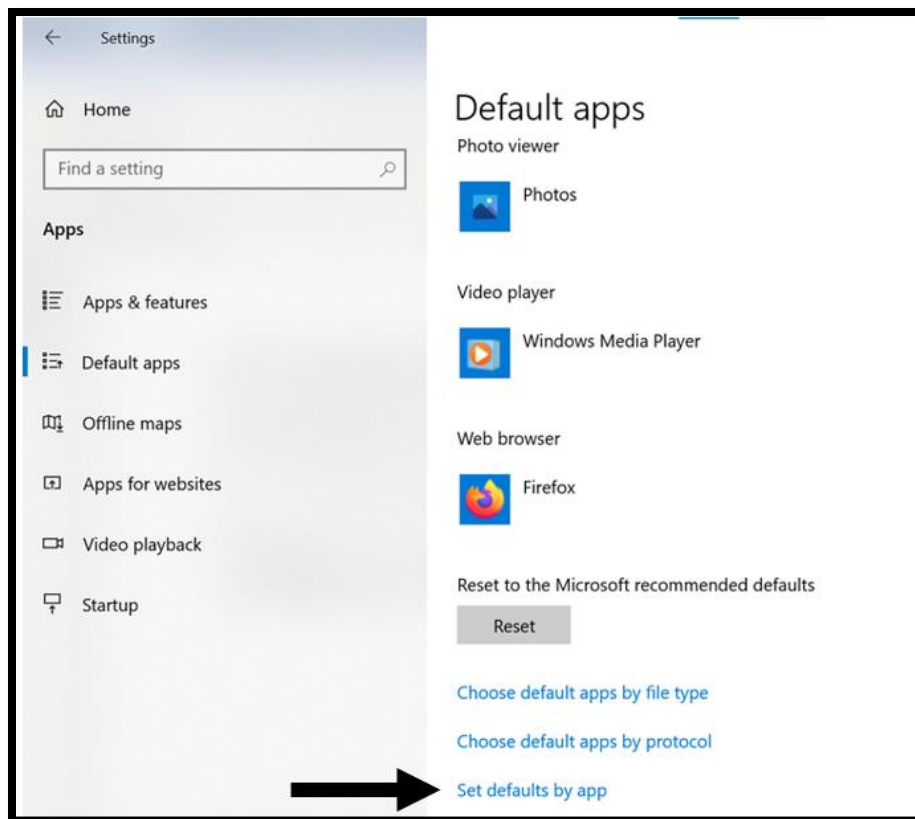 Settings
Home
Find a setting
Apps
Apps & features
Default apps
Offline maps
Apps for websites
Video playback
Startup
Default apps
Photo viewer
Photos
Video player
Windows Media Player
Web browser
Firefox
Reset to the Microsoft recommended defaults
Reset
Choose default apps by file type
Choose default apps by protocol
Set defaults by app